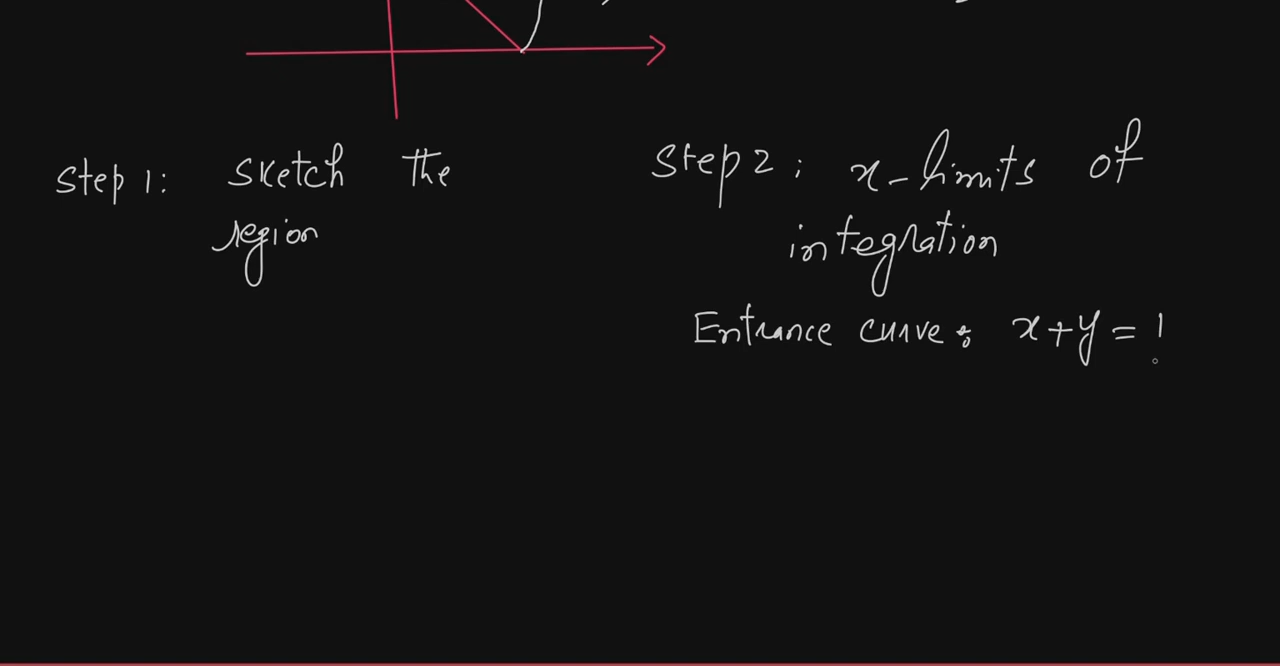 Step 1: Sketch the
region
Step 2: x-limits of
integration
Entrance curve: x+y=1